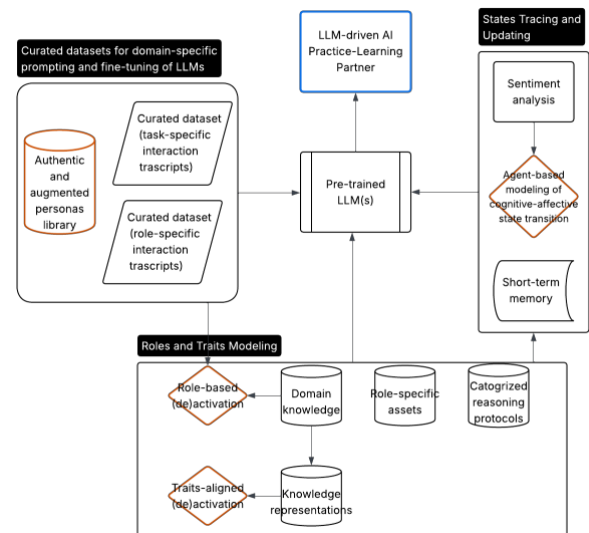 LLM-driven AI
Practice-Learning
Partner
States Tracing and
Updating
Curated datasets for domain-specific
prompting and fine-tuning of LLMs
Sentiment
analysis
Curated dataset
(task-specific
interaction
trascripts)
Authentic
and
augmented
personas
library
Pre-trained
LLM(s)
Agent-based
modeling of
cognitive-affective
state transition
Curated dataset
(role-specific
interaction
trascripts)
Short-term
memory
Roles and Traits Modeling
Role-based
(de)activation
Domain
knowledge
Role-specific
assets
Catogrized
reasoning
protocols
Traits-aligned
(de)activation
Knowledge
representations